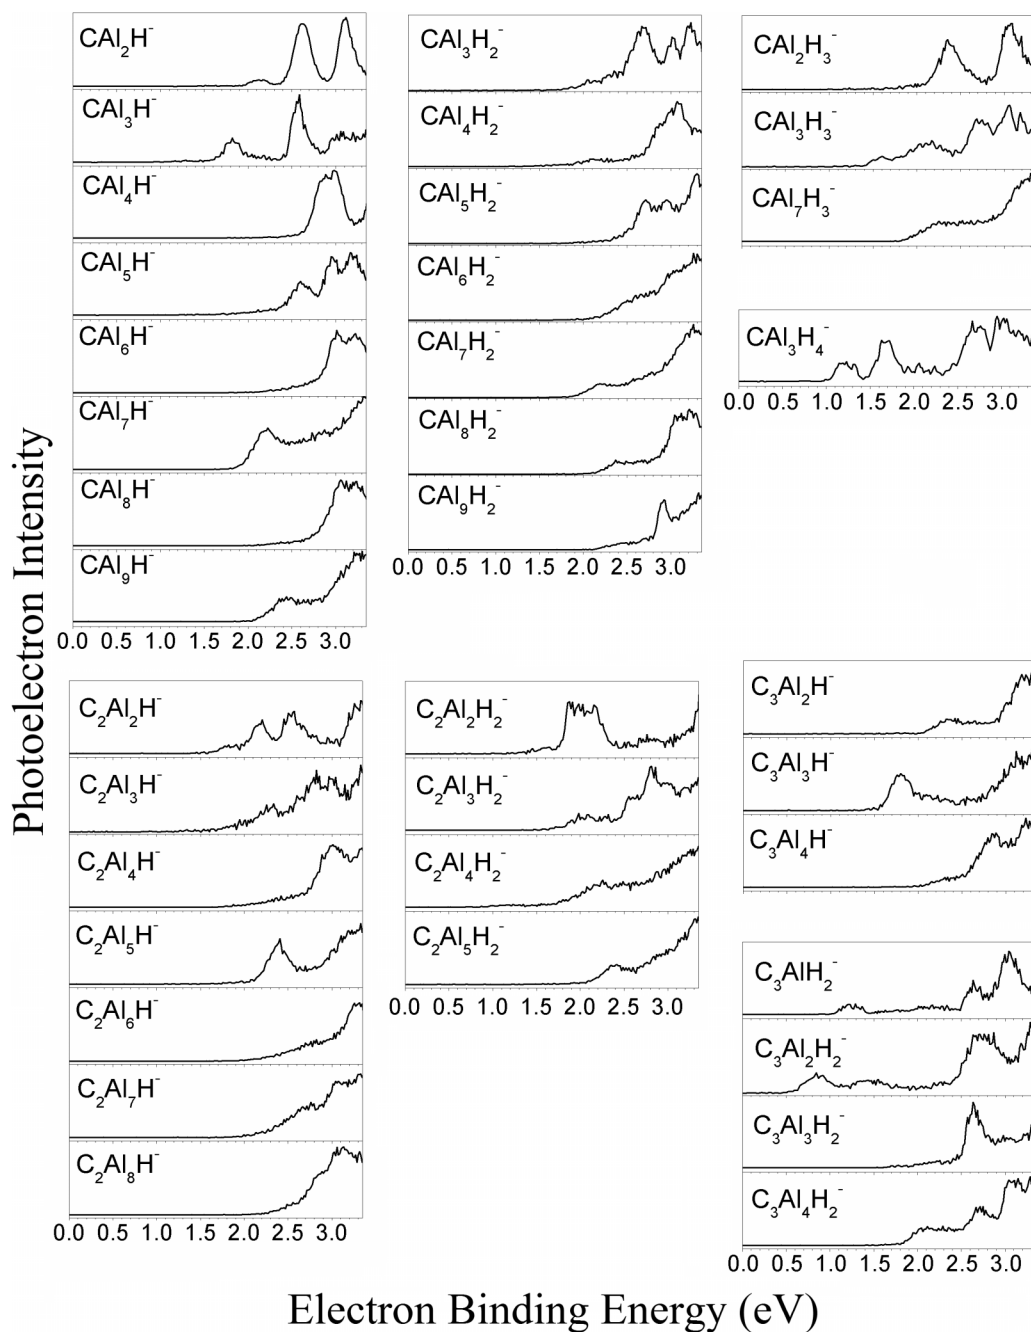 CAl₂H⁻
CAl₃H⁻
CAl₄H⁻
CAl₅H⁻
CAl₆H⁻
CAl₇H⁻
CAl₈H⁻
CAl₉H⁻
0.0 0.5 1.0 1.5 2.0 2.5 3.0
CAl₃H₂⁻
CAl₄H₂⁻
CAl₅H₂⁻
CAl₆H₂⁻
CAl₇H₂⁻
CAl₈H₂⁻
CAl₉H₂⁻
0.0 0.5 1.0 1.5 2.0 2.5 3.0
CAl₂H₃⁻
CAl₃H₃⁻
CAl₇H₃⁻
CAl₃H₄⁻
0.0 0.5 1.0 1.5 2.0 2.5 3.0
Photoelectron Intensity
C₂Al₂H⁻
C₂Al₃H⁻
C₂Al₄H⁻
C₂Al₅H⁻
C₂Al₆H⁻
C₂Al₇H⁻
C₂Al₈H⁻
0.0 0.5 1.0 1.5 2.0 2.5 3.0
C₂Al₂H₂⁻
C₂Al₃H₂⁻
C₂Al₄H₂⁻
C₂Al₅H₂⁻
0.0 0.5 1.0 1.5 2.0 2.5 3.0
C₃Al₂H⁻
C₃Al₃H⁻
C₃Al₄H⁻
C₃AlH₂⁻
C₃Al₂H₂⁻
C₃Al₃H₂⁻
C₃Al₄H₂⁻
0.0 0.5 1.0 1.5 2.0 2.5 3.0
Electron Binding Energy (eV)